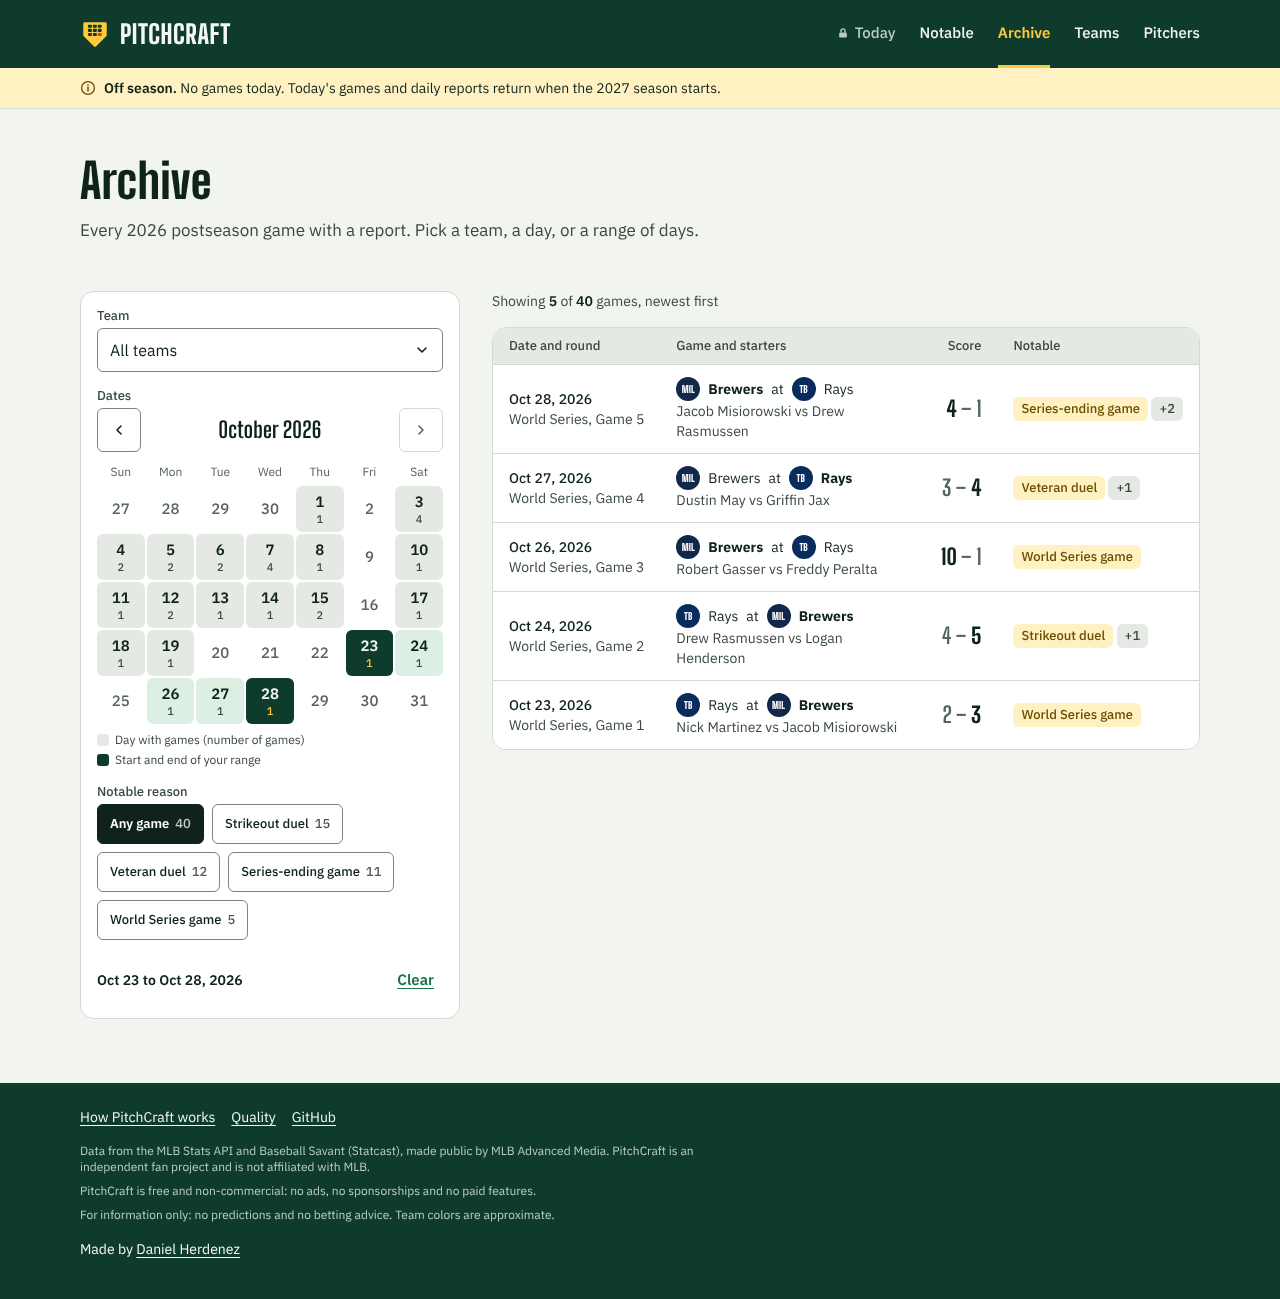 PITCHCRAFT
Today Notable Archive Teams Pitchers
Off season. No games today. Today's games and daily reports return when the 2027 season starts.
Archive
Every 2026 postseason game with a report. Pick a team, a day, or a range of days.
Team
All teams
Dates
October 2026
Sun Mon Tue Wed Thu Fri Sat
27 28 29 30 1 2 3
1 4
4 5 6 7 8 9 10
2 2 2 4 1 1
11 12 13 14 15 16 17
1 2 1 1 2 1
18 19 20 21 22 23 24
1 1 1 1
25 26 27 28 29 30 31
1 1 1
Day with games (number of games)
Start and end of your range
Notable reason
Any game 40 Strikeout duel 15
Veteran duel 12 Series-ending game 11
World Series game 5
Oct 23 to Oct 28, 2026 Clear
Showing 5 of 40 games, newest first
Date and round Game and starters Score Notable
Oct 28, 2026
World Series, Game 5
MIL Brewers at TB Rays
Jacob Misiorowski vs Drew
Rasmussen
4 – 1
Series-ending game +2
Oct 27, 2026
World Series, Game 4
MIL Brewers at TB Rays
Dustin May vs Griffin Jax
3 – 4
Veteran duel +1
Oct 26, 2026
World Series, Game 3
MIL Brewers at TB Rays
Robert Gasser vs Freddy Peralta
10 – 1
World Series game
Oct 24, 2026
World Series, Game 2
TB Rays at MIL Brewers
Drew Rasmussen vs Logan
Henderson
4 – 5
Strikeout duel +1
Oct 23, 2026
World Series, Game 1
TB Rays at MIL Brewers
Nick Martinez vs Jacob Misiorowski
2 – 3
World Series game
How PitchCraft works Quality GitHub
Data from the MLB Stats API and Baseball Savant (Statcast), made public by MLB Advanced Media. PitchCraft is an
independent fan project and is not affiliated with MLB.
PitchCraft is free and non-commercial: no ads, no sponsorships and no paid features.
For information only: no predictions and no betting advice. Team colors are approximate.
Made by Daniel Herdenez